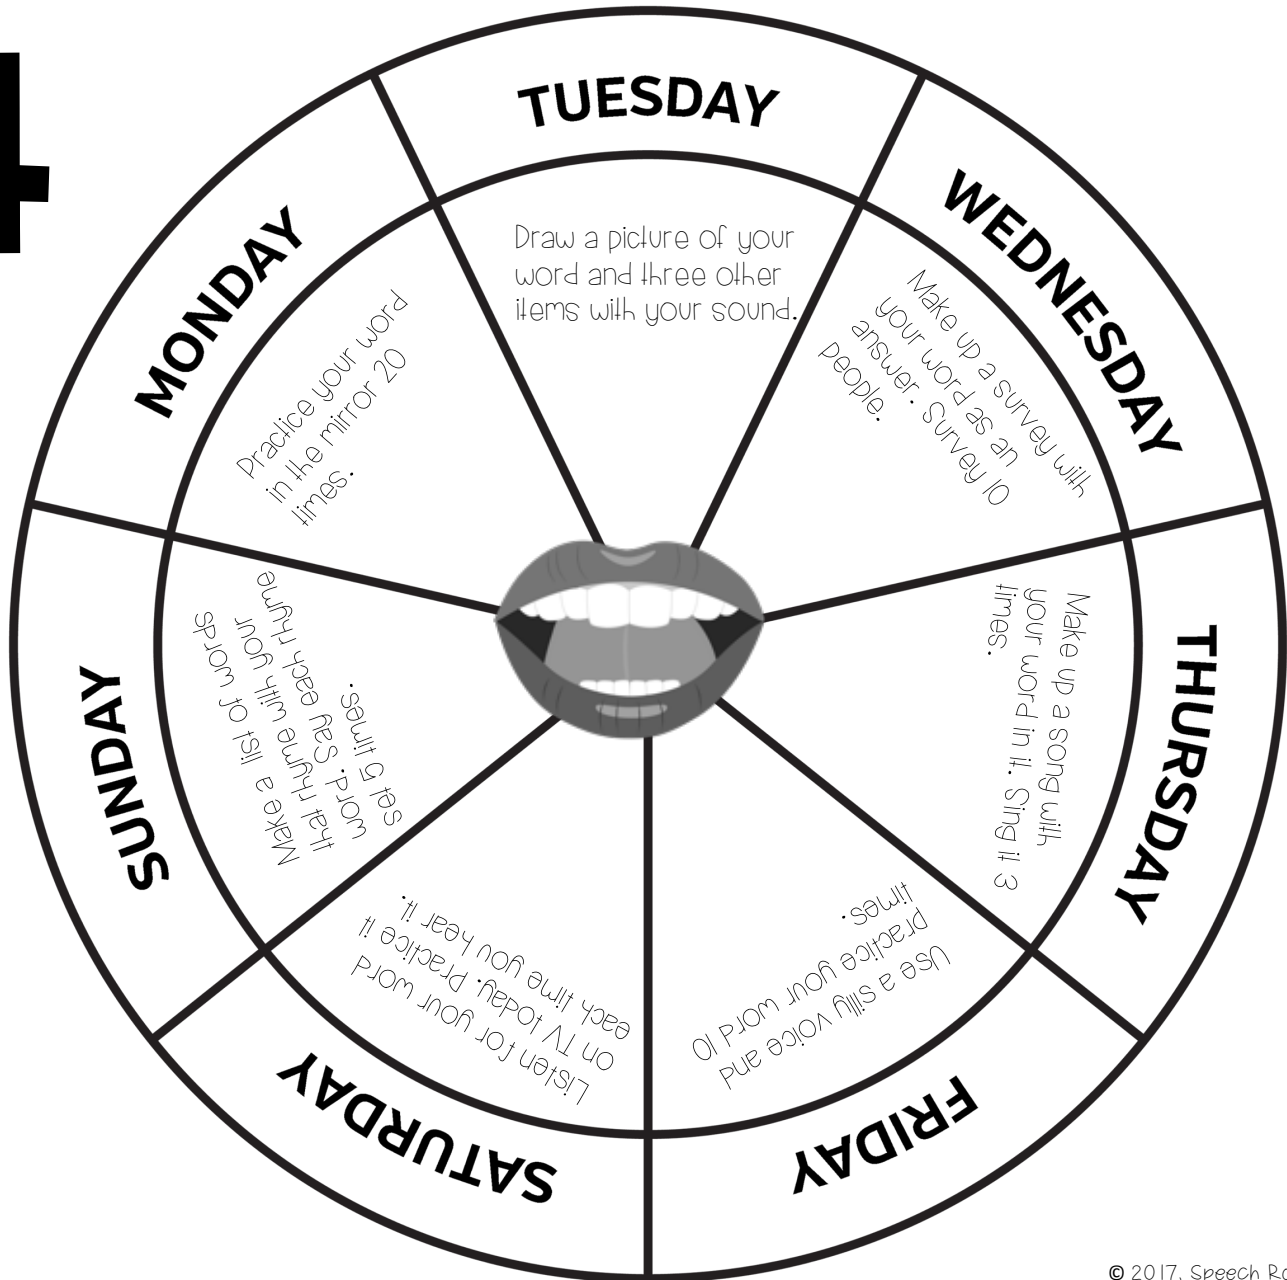 4
MONDAY
Practice your word
in the mirror 20
times.
TUESDAY
Draw a picture of your
word and three other
items with your sound.
WEDNESDAY
Make up a survey with
your word as an
answer. Survey 10
people.
THURSDAY
Make up a song with
your word in it. Sing it 3
times.
FRIDAY
Use a silly voice and
practice your word 10
times.
SATURDAY
Listen for your word
on TV today. Practice it
each time you hear it.
SUNDAY
Make a list of words
that rhyme with your
word. Say each rhyme
set 5 times.
© 2017. Speech